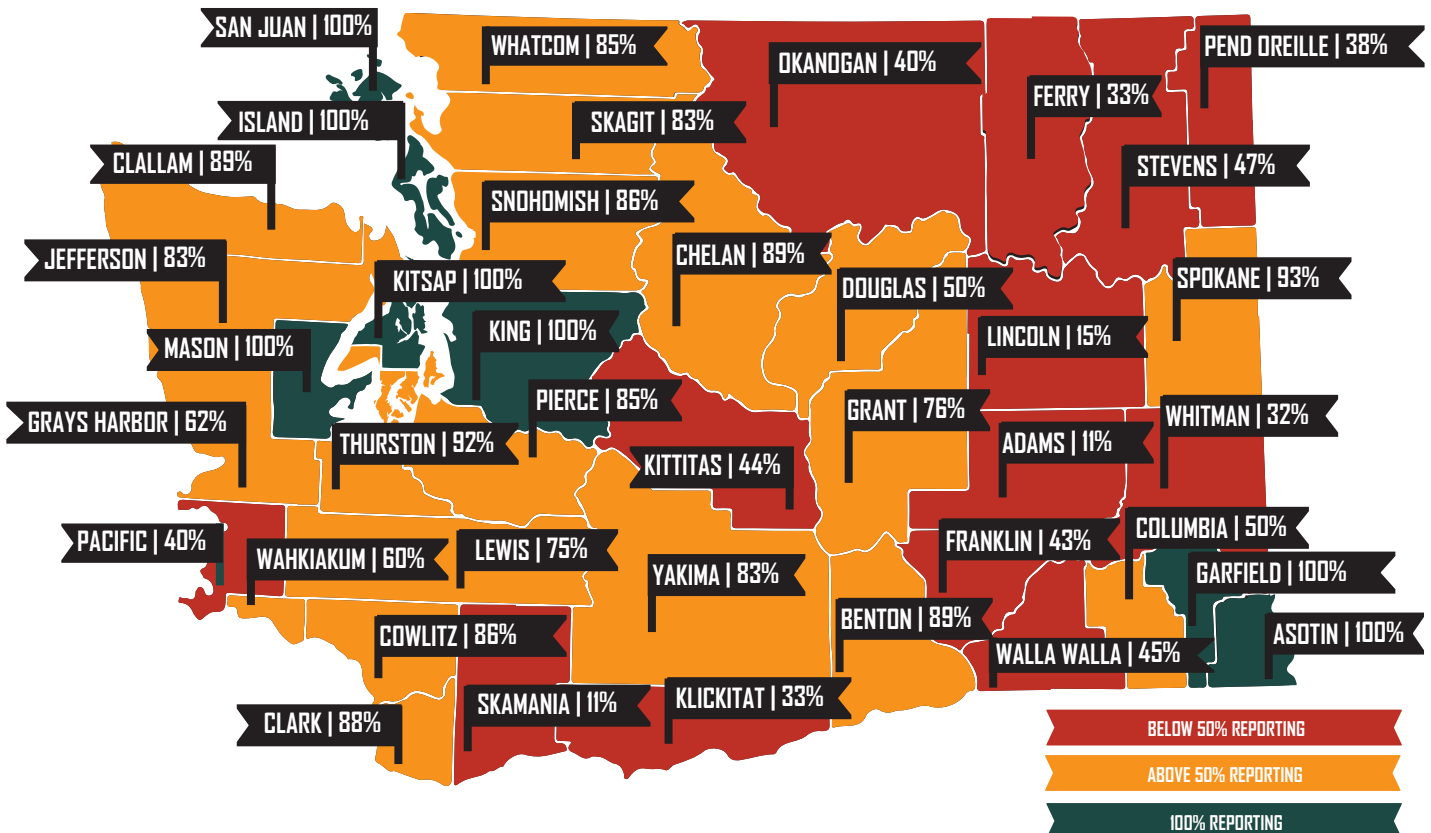 SAN JUAN | 100%
WHATCOM | 85%
OKANOGAN | 40%
PEND OREILLE | 38%
FERRY | 33%
ISLAND | 100%
SKAGIT | 83%
CLALLAM | 89%
STEVENS | 47%
SNOHOMISH | 86%
JEFFERSON | 83%
CHELAN | 89%
KITSAP | 100%
DOUGLAS | 50%
SPOKANE | 93%
MASON | 100%
KING | 100%
LINCOLN | 15%
PIERCE | 85%
GRANT | 76%
WHITMAN | 32%
GRAYS HARBOR | 62%
THURSTON | 92%
ADAMS | 11%
KITTITAS | 44%
PACIFIC | 40%
WAHKIAKUM | 60%
LEWIS | 75%
FRANKLIN | 43%
COLUMBIA | 50%
YAKIMA | 83%
GARFIELD | 100%
BENTON | 89%
COWLITZ | 86%
ASOTIN | 100%
WALLA WALLA | 45%
SKAMANIA | 11%
KLICKITAT | 33%
CLARK | 88%
BELOW 50% REPORTING
ABOVE 50% REPORTING
100% REPORTING